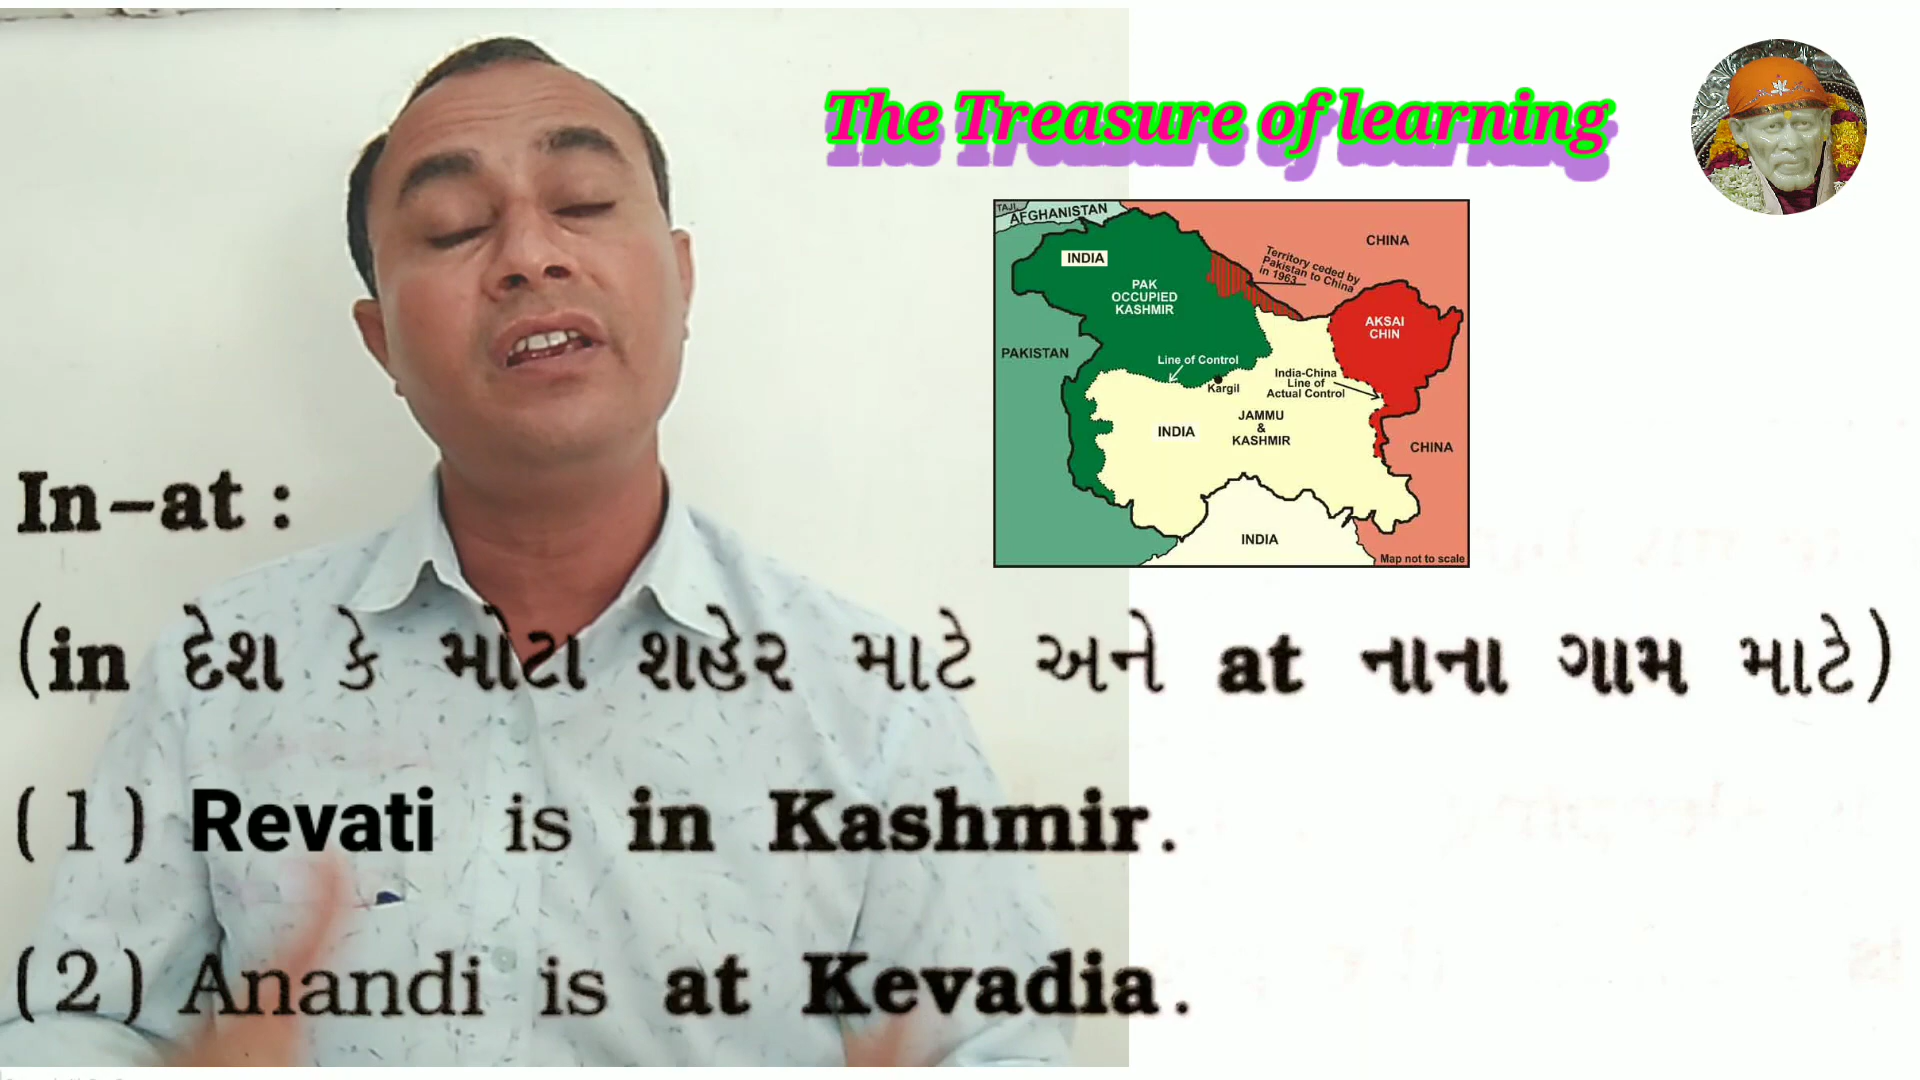 The Treasure of learning
TAJI.
AFGHANISTAN
CHINA
INDIA
Territory ceded by
Pakistan to China
in 1963
PAK
OCCUPIED
KASHMIR
AKSAI
CHIN
PAKISTAN
Line of Control
Kargil
India-China
Line of
Actual Control
JAMMU
&
KASHMIR
INDIA
CHINA
INDIA
Map not to scale
In–at :
(in દેશ કે મોટા શહેર માટે અને at નાના ગામ માટે)
(1) Revati is in Kashmir.
(2) Anandi is at Kevadia.